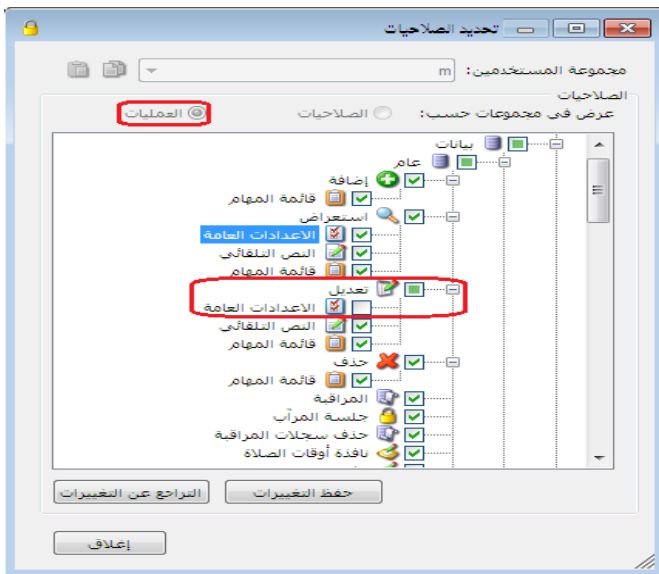 تحديد الصلاحيات
مجموعة المستخدمين: m
الصلاحيات
عرض في مجموعات حسب: الصلاحيات العمليات
بيانات
عام
إضافة
قائمة المهام
استعراض
الاعدادات العامة
النص التلقائي
قائمة المهام
تعديل
الاعدادات العامة
النص التلقائي
قائمة المهام
حذف
قائمة المهام
المراقبة
جلسة المرآب
حذف سجلات المراقبة
نافذة أوقات الصلاة
حفظ التغييرات التراجع عن التغييرات
إغلاق